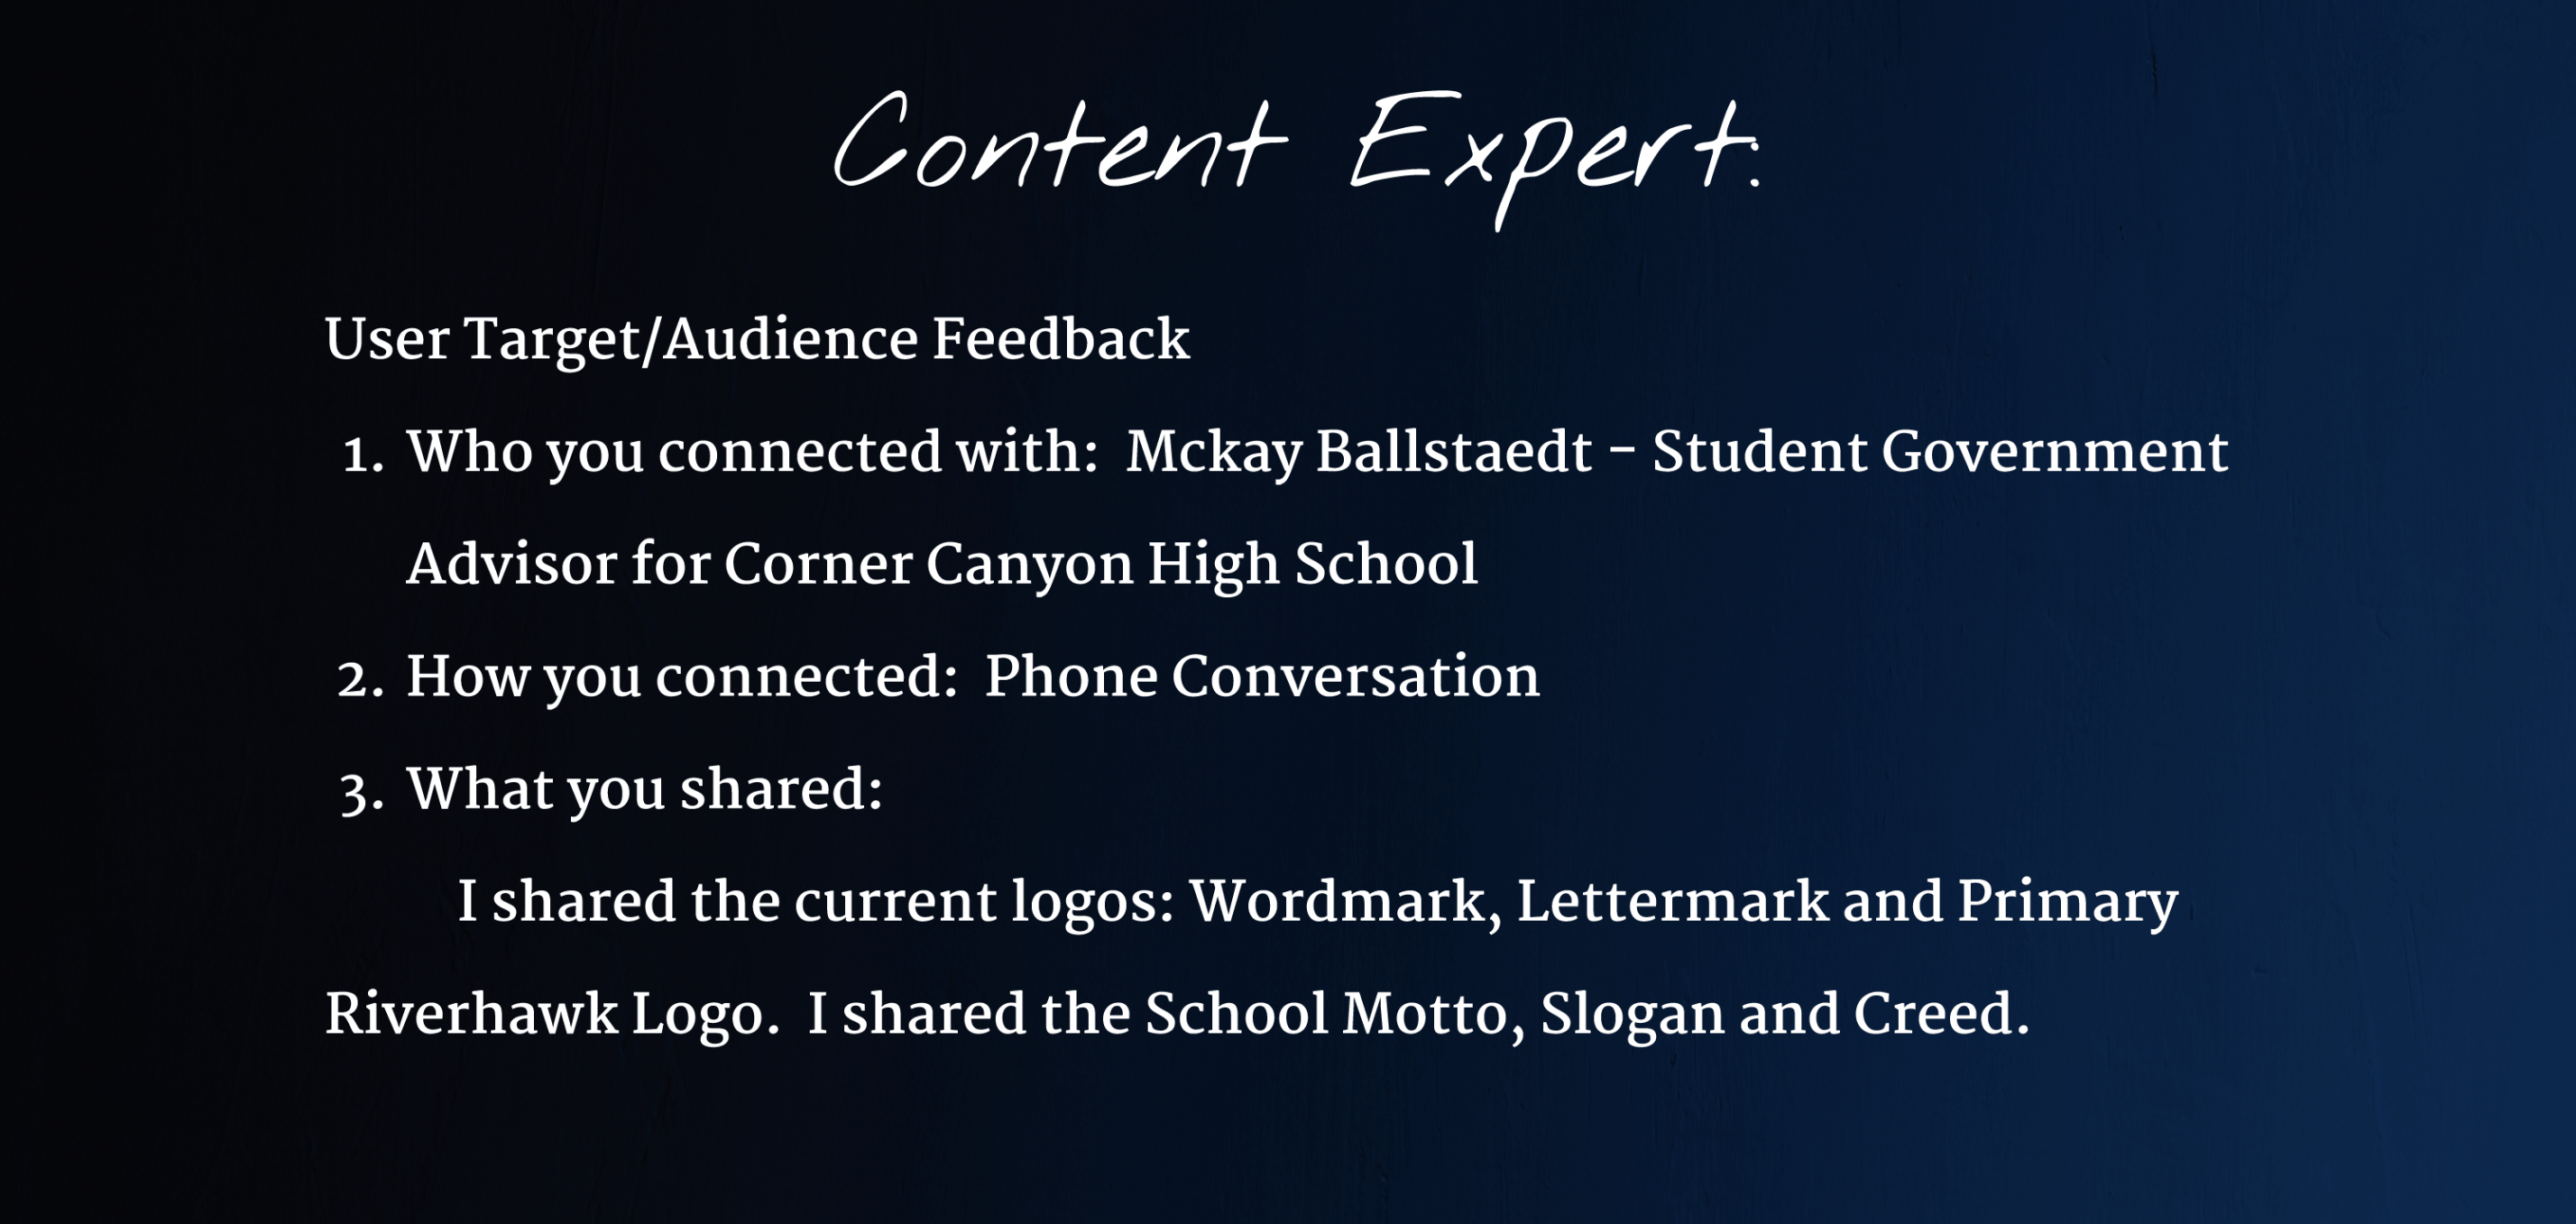 Content Expert:
User Target/Audience Feedback
1. Who you connected with:  Mckay Ballstaedt - Student Government
Advisor for Corner Canyon High School
2. How you connected:  Phone Conversation
3. What you shared:
I shared the current logos: Wordmark, Lettermark and Primary
Riverhawk Logo.  I shared the School Motto, Slogan and Creed.